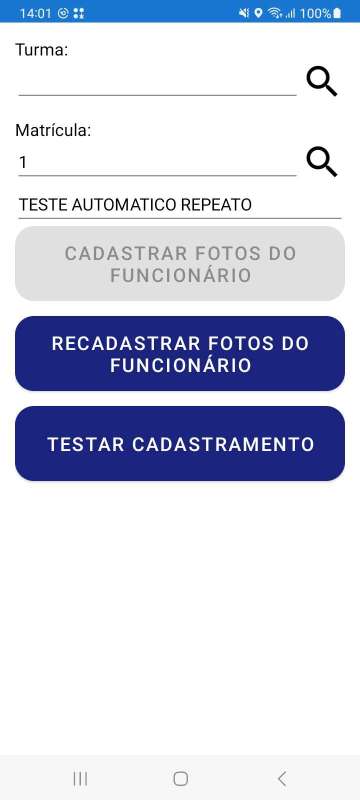 14:01 100%
Turma:
Matrícula:
1
TESTE AUTOMATICO REPEATO
CADASTRAR FOTOS DO
FUNCIONÁRIO
RECADASTRAR FOTOS DO
FUNCIONÁRIO
TESTAR CADASTRAMENTO